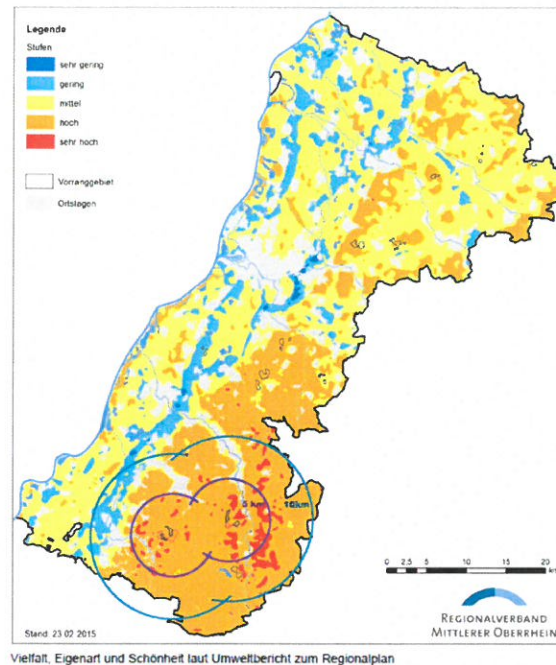 Legende
Stufen
sehr gering
gering
mittel
hoch
sehr hoch
Vorranggebiet
Ortslagen
5 km
10km
0 2,5 5 10 15 20
km
REGIONALVERBAND
MITTLERER OBERRHEIN
Stand: 23.02.2015
Vielfalt, Eigenart und Schönheit laut Umweltbericht zum Regionalplan